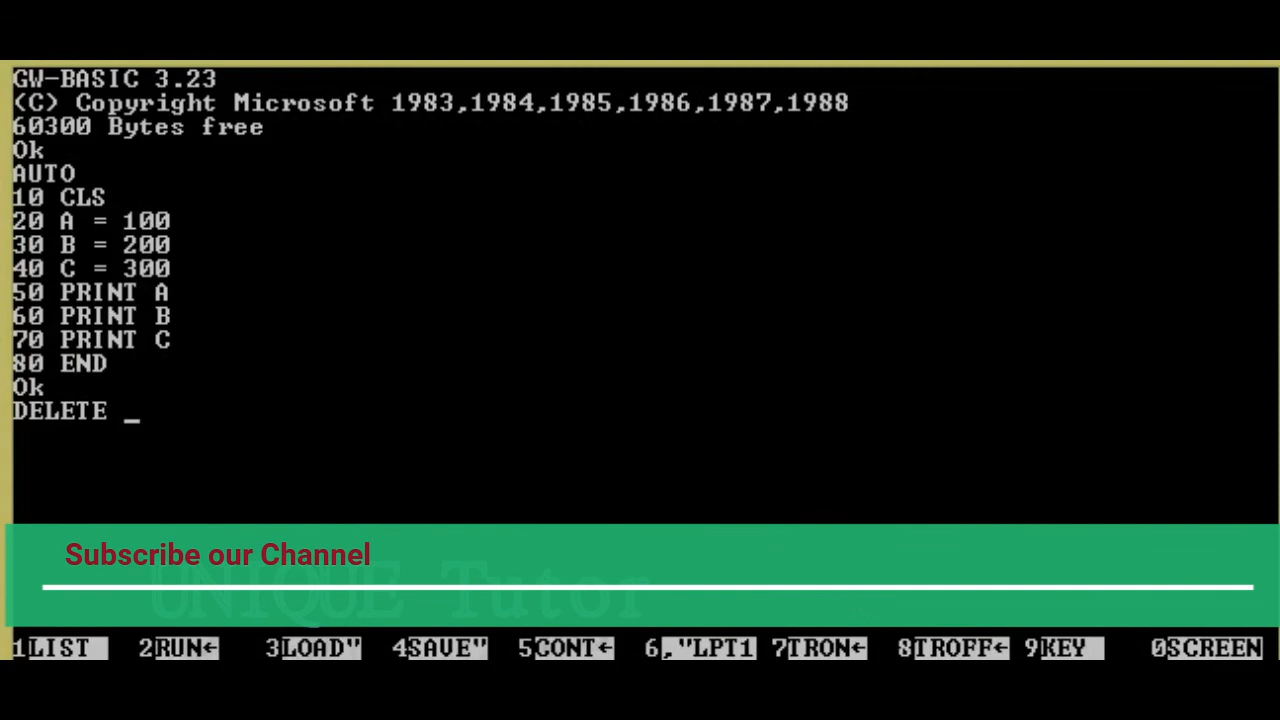 GW-BASIC 3.23
(C) Copyright Microsoft 1983,1984,1985,1986,1987,1988
60300 Bytes free
Ok
AUTO
10 CLS
20 A = 100
30 B = 200
40 C = 300
50 PRINT A
60 PRINT B
70 PRINT C
80 END
Ok
DELETE _
Subscribe our Channel
UNIQUE Tutor
1LIST 2RUN← 3LOAD" 4SAVE" 5CONT← 6,"LPT1 7TRON← 8TROFF← 9KEY 0SCREEN